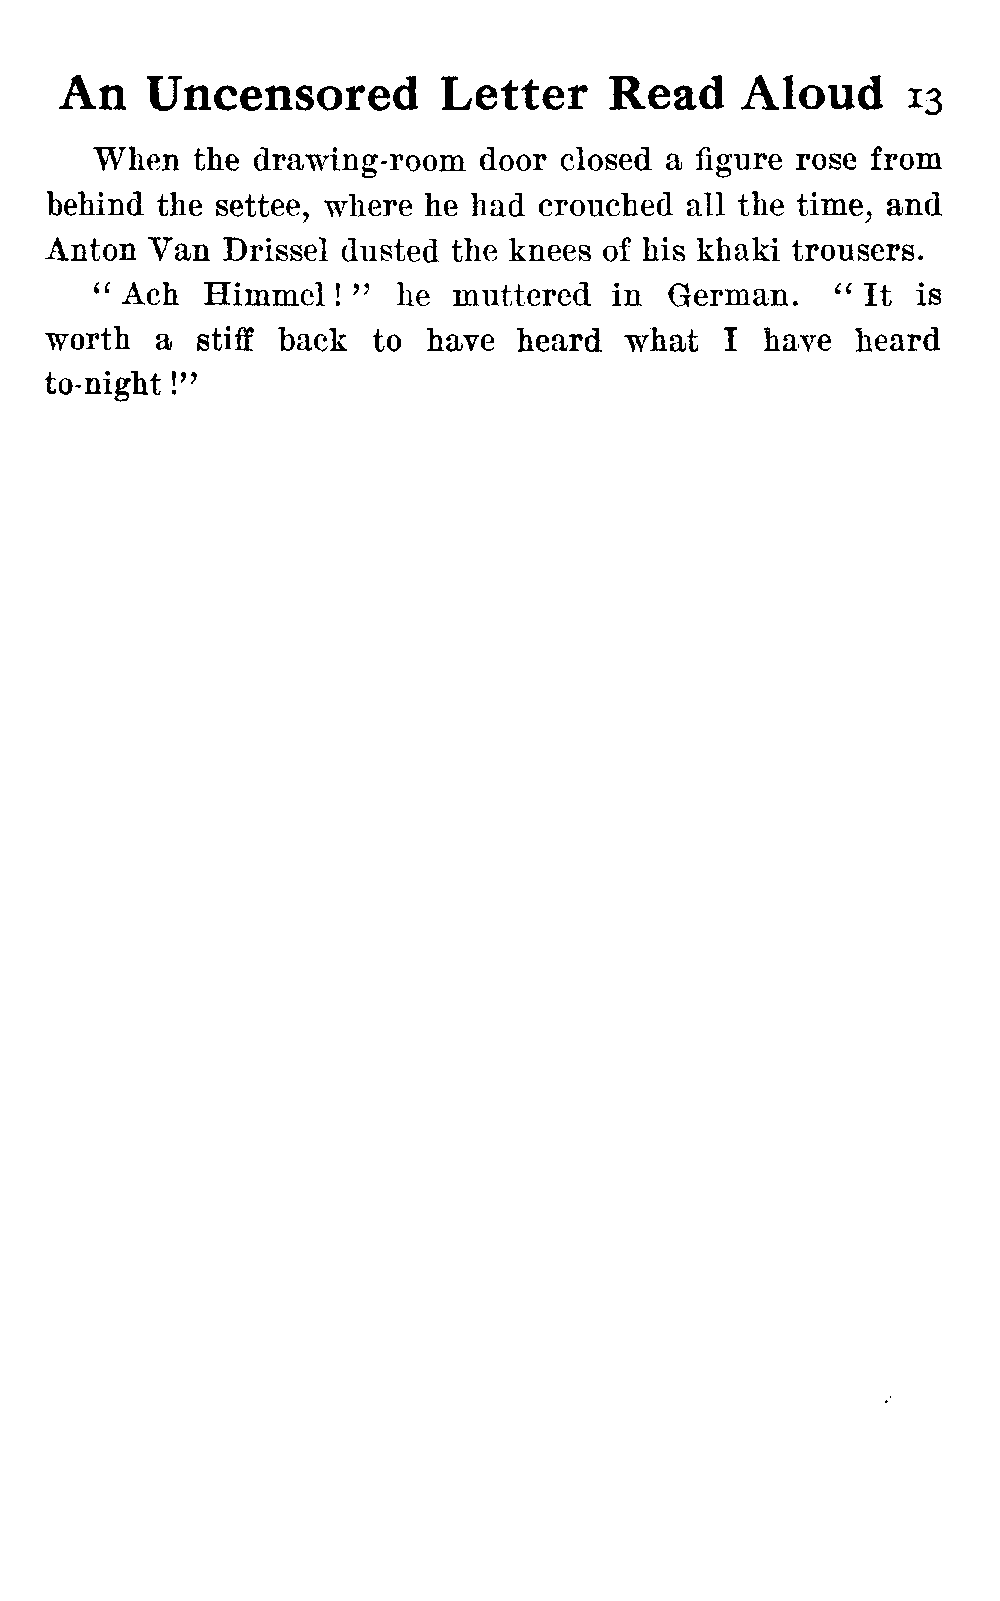 An Uncensored Letter Read Aloud 13
When the drawing-room door closed a figure rose from
behind the settee, where he had crouched all the time, and
Anton Van Drissel dusted the knees of his khaki trousers.
“ Ach Himmel ! ” he muttered in German. “ It is
worth a stiff back to have heard what I have heard
to-night !”